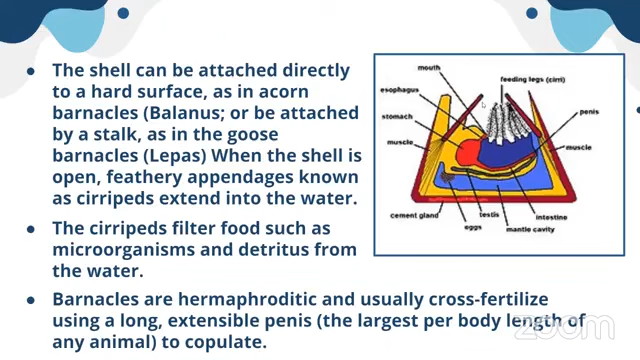 ● The shell can be attached directly
to a hard surface, as in acorn
barnacles (Balanus; or be attached
by a stalk, as in the goose
barnacles (Lepas) When the shell is
open, feathery appendages known
as cirripeds extend into the water.
● The cirripeds filter food such as
microorganisms and detritus from
the water.
● Barnacles are hermaphroditic and usually cross-fertilize
using a long, extensible penis (the largest per body length of
any animal) to copulate.
mouth
esophagus
feeding legs (cirri)
stomach
penis
muscle
muscle
cement gland
testis
intestine
eggs
mantle cavity
zoom